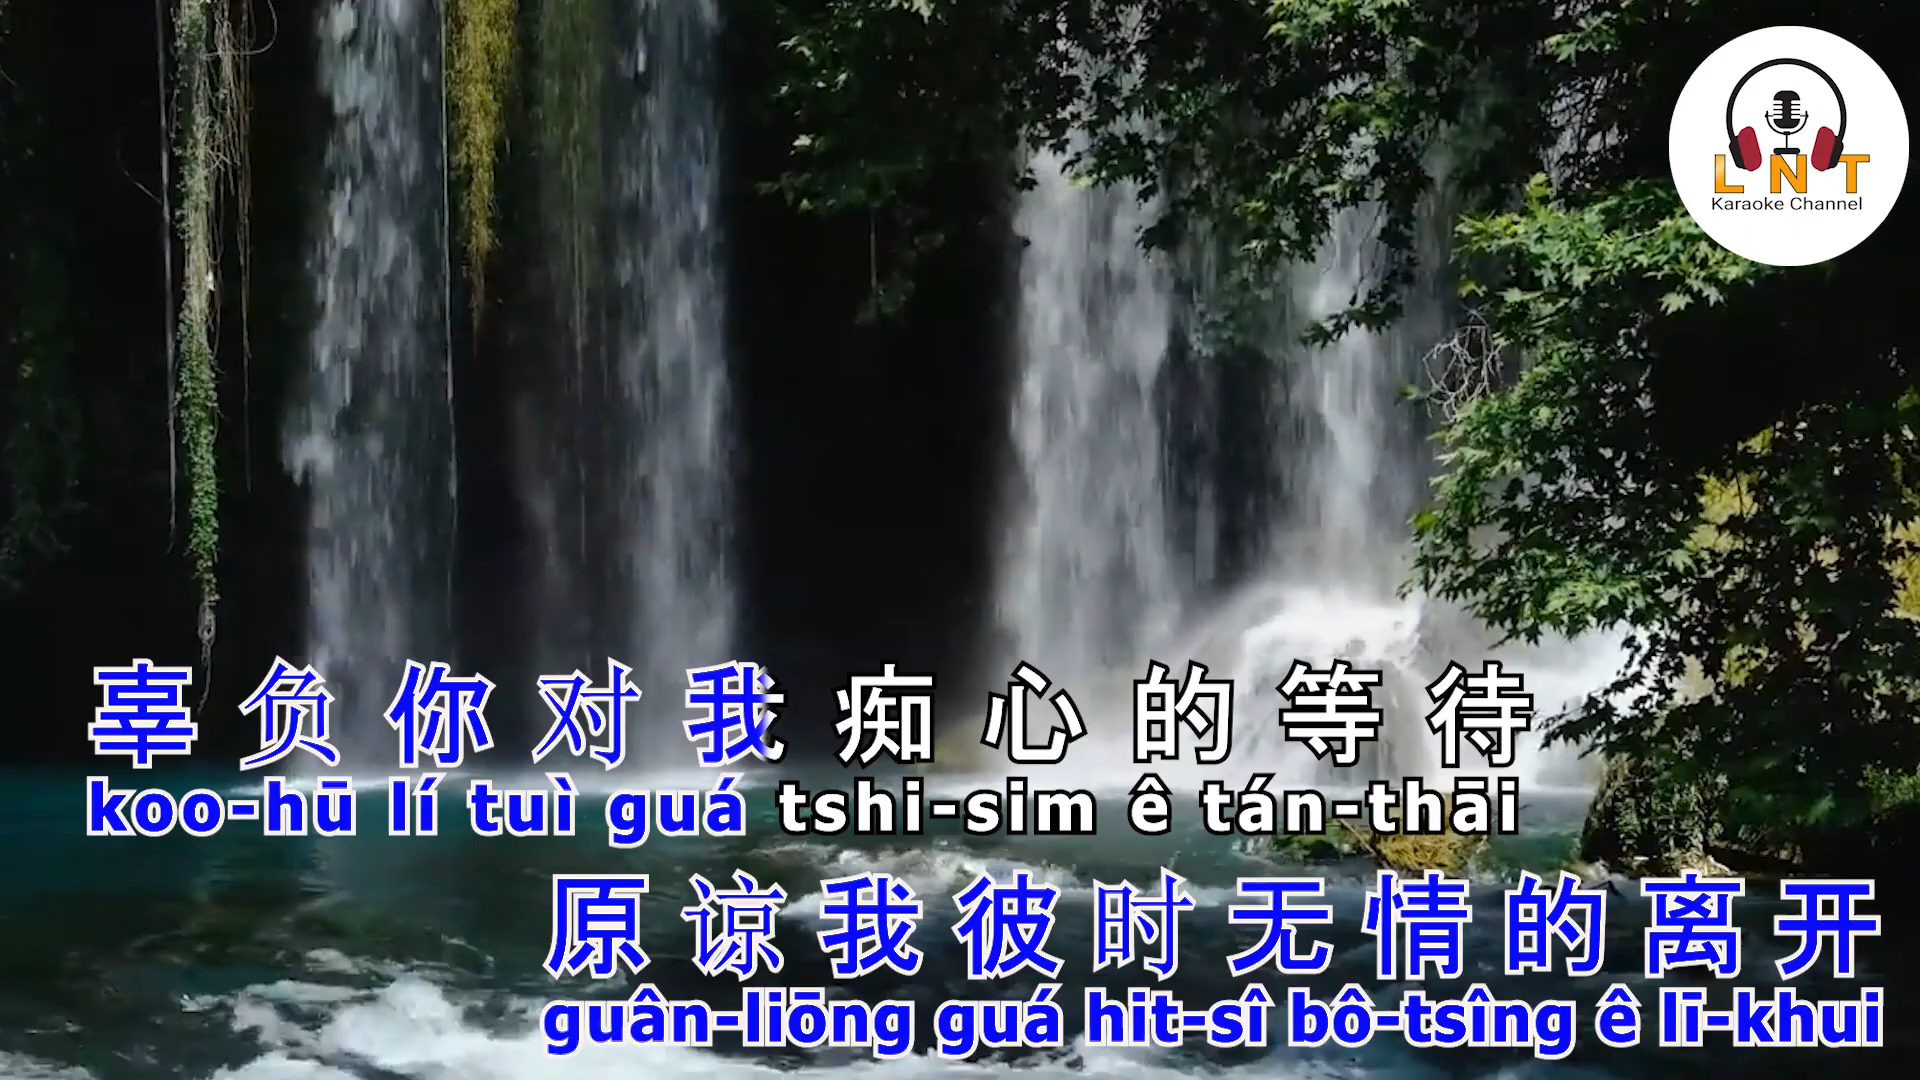 L N T
Karaoke Channel
辜负你对我痴心的等待
koo-hū lí tuì guá tshi-sim ê tán-thāi
原谅我彼时无情的离开
guân-liōng guá hit-sî bô-tsîng ê lī-khui